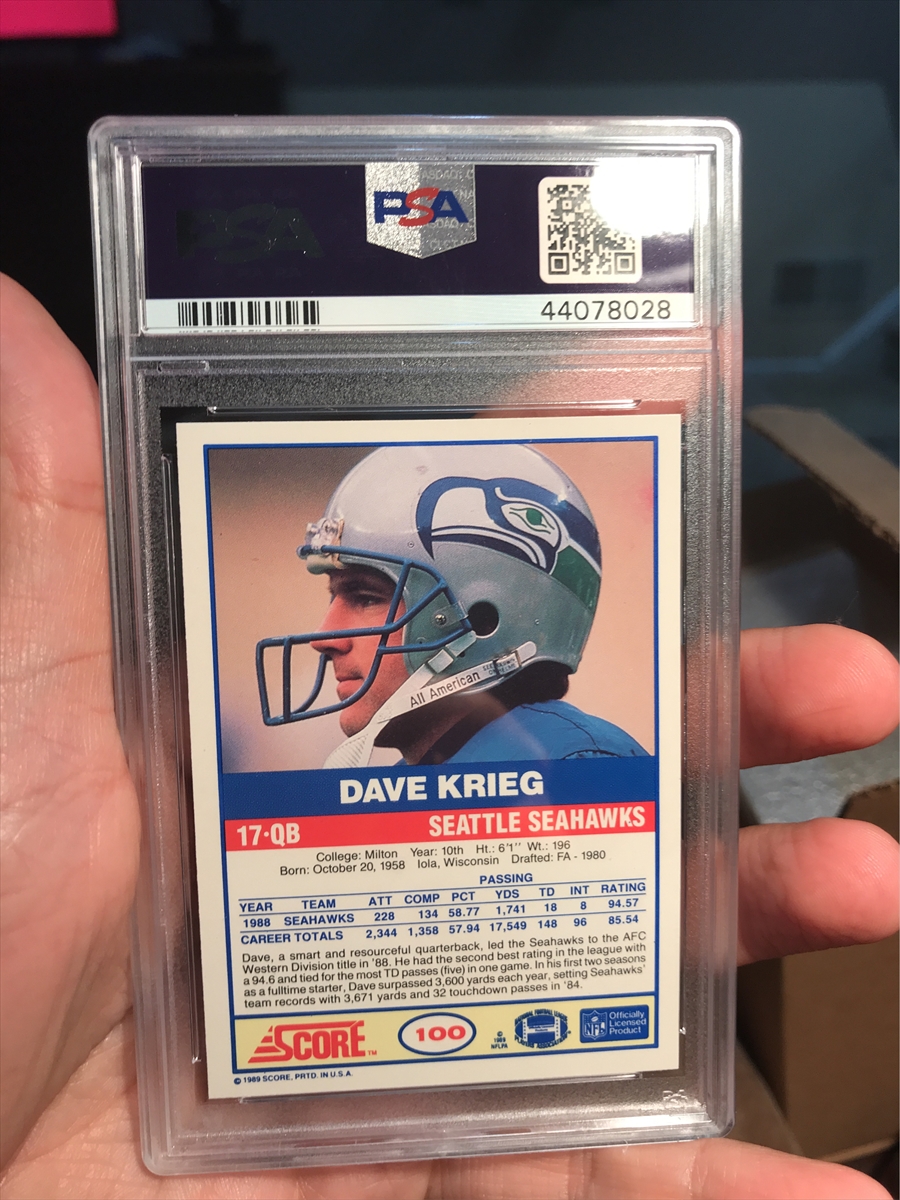 PSA
PSA
44078028
All American
DAVE KRIEG
17·QB SEATTLE SEAHAWKS
College: Milton Year: 10th Ht.: 6'1'' Wt.: 196
Born: October 20, 1958 Iola, Wisconsin Drafted: FA - 1980
PASSING
YEAR TEAM ATT COMP PCT YDS TD INT RATING
1988 SEAHAWKS 228 134 58.77 1,741 18 8 94.57
CAREER TOTALS 2,344 1,358 57.94 17,549 148 96 85.54
Dave, a smart and resourceful quarterback, led the Seahawks to the AFC
Western Division title in '88. He had the second best rating in the league with
a 94.6 and tied for the most TD passes (five) in one game. In his first two seasons
as a fulltime starter, Dave surpassed 3,600 yards each year, setting Seahawks'
team records with 3,671 yards and 32 touchdown passes in '84.
SCORE™
100
©
1989
NFLPA
NFL
Officially
Licensed
Product
© 1989 SCORE, PRTD. IN U.S.A.